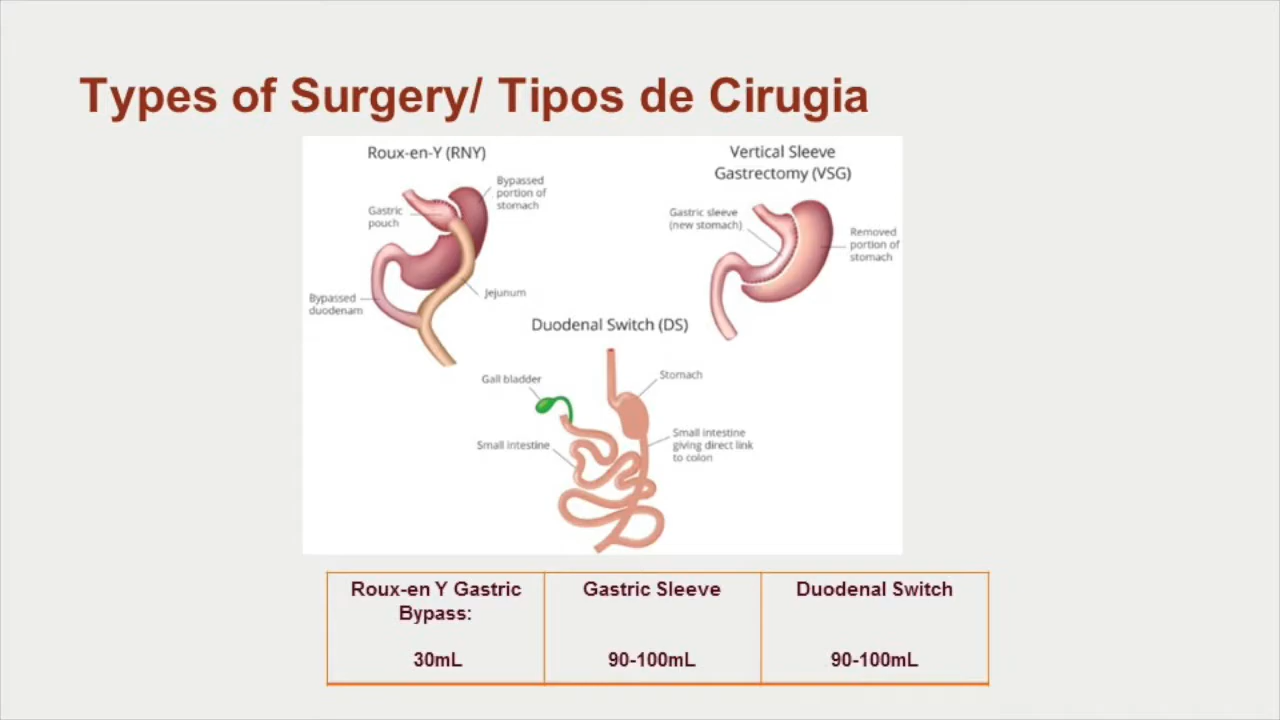 Types of Surgery/ Tipos de Cirugia
Roux-en-Y (RNY)
Bypassed
portion of
stomach
Gastric
pouch
Bypassed
duodenam
Jejunum
Vertical Sleeve
Gastrectomy (VSG)
Gastric sleeve
(new stomach)
Removed
portion of
stomach
Duodenal Switch (DS)
Gall bladder
Stomach
Small intestine
Small intestine
giving direct link
to colon
Roux-en Y Gastric
Bypass:
30mL
Gastric Sleeve
90-100mL
Duodenal Switch
90-100mL